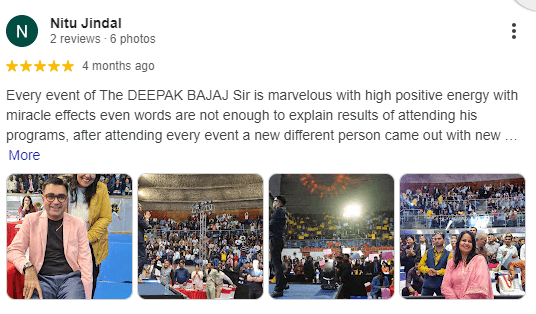 N
Nitu Jindal
2 reviews · 6 photos
4 months ago
Every event of The DEEPAK BAJAJ Sir is marvelous with high positive energy with
miracle effects even words are not enough to explain results of attending his
programs, after attending every event a new different person came out with new …
More